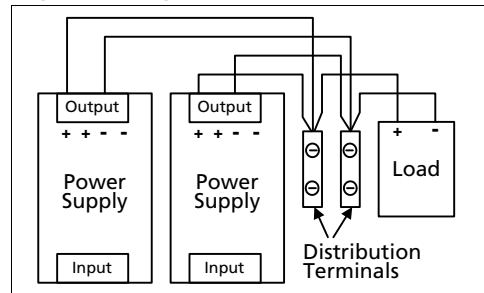 Output
+ + - -
Power
Supply
Input
Output
+ + - -
Power
Supply
Input
+ -
Load
Distribution
Terminals